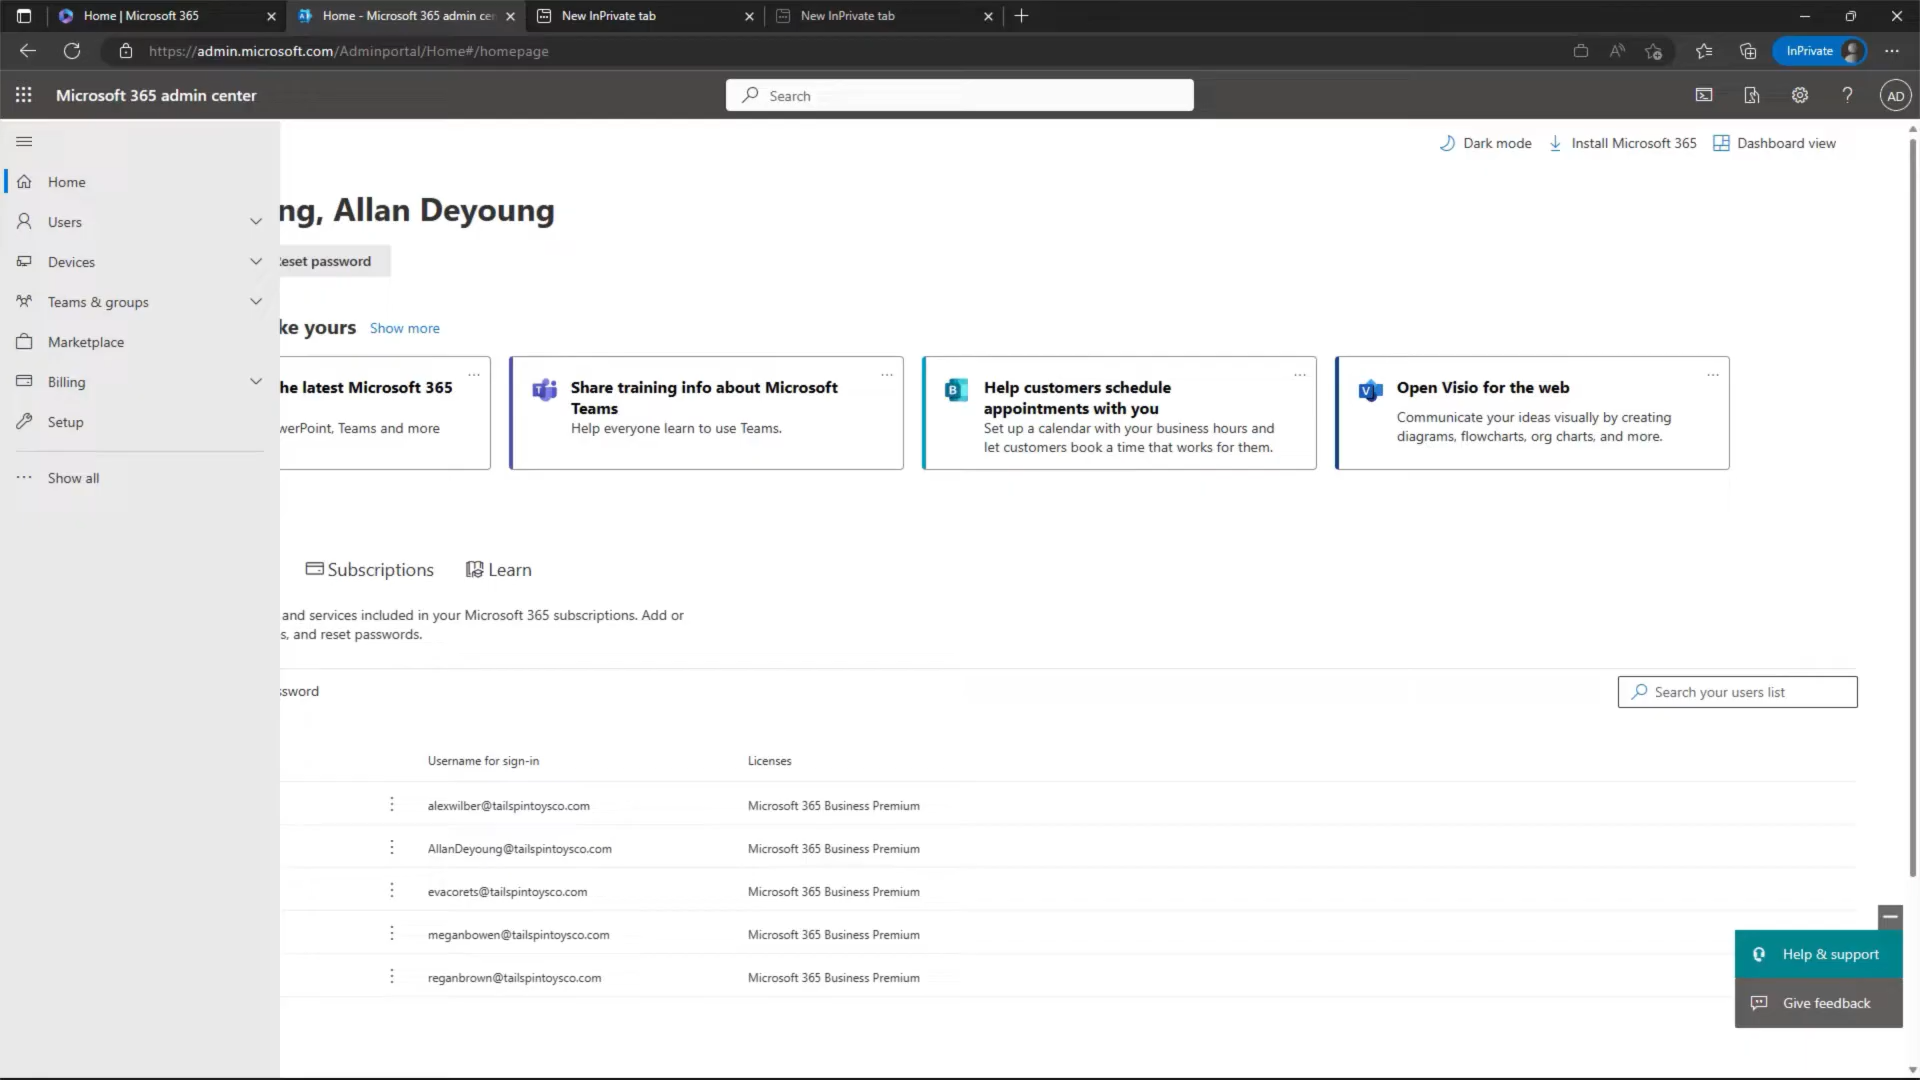 Home | Microsoft 365
Home - Microsoft 365 admin cen
New InPrivate tab
New InPrivate tab
https://admin.microsoft.com/Adminportal/Home#/homepage
InPrivate
Microsoft 365 admin center
Search
AD
Dark mode
Install Microsoft 365
Dashboard view
Home
Users
Devices
Teams & groups
Marketplace
Billing
Setup
Show all
ng, Allan Deyoung
eset password
ke yours
Show more
he latest Microsoft 365
werPoint, Teams and more
Share training info about Microsoft
Teams
Help everyone learn to use Teams.
Help customers schedule
appointments with you
Set up a calendar with your business hours and
let customers book a time that works for them.
Open Visio for the web
Communicate your ideas visually by creating
diagrams, flowcharts, org charts, and more.
Subscriptions
Learn
and services included in your Microsoft 365 subscriptions. Add or
s, and reset passwords.
ssword
Search your users list
Username for sign-in
Licenses
alexwilber@tailspintoysco.com
Microsoft 365 Business Premium
AllanDeyoung@tailspintoysco.com
Microsoft 365 Business Premium
evacorets@tailspintoysco.com
Microsoft 365 Business Premium
meganbowen@tailspintoysco.com
Microsoft 365 Business Premium
reganbrown@tailspintoysco.com
Microsoft 365 Business Premium
Help & support
Give feedback